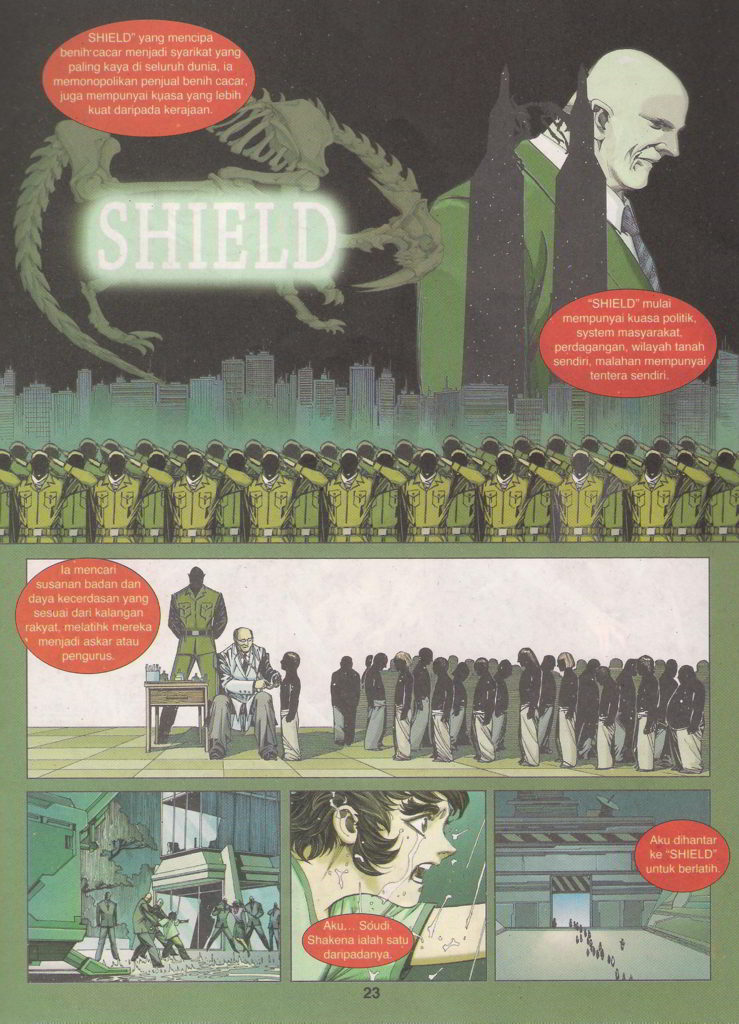 SHIELD" yang mencipa
benih cacar menjadi syarikat yang
paling kaya di seluruh dunia, ia
memonopolikan penjual benih cacar,
juga mempunyai kuasa yang lebih
kuat daripada kerajaan.
SHIELD
"SHIELD" mulai
mempunyai kuasa politik,
system masyarakat,
perdagangan, wilayah tanah
sendiri, malahan mempunyai
tentera sendiri.
Ia mencari
susanan badan dan
daya kecerdasan yang
sesuai dari kalangan
rakyat, melatihk mereka
menjadi askar atau
pengurus.
Aku... Soudi.
Shakena ialah satu
daripadanya.
Aku dihantar
ke "SHIELD"
untuk berlatih.
23